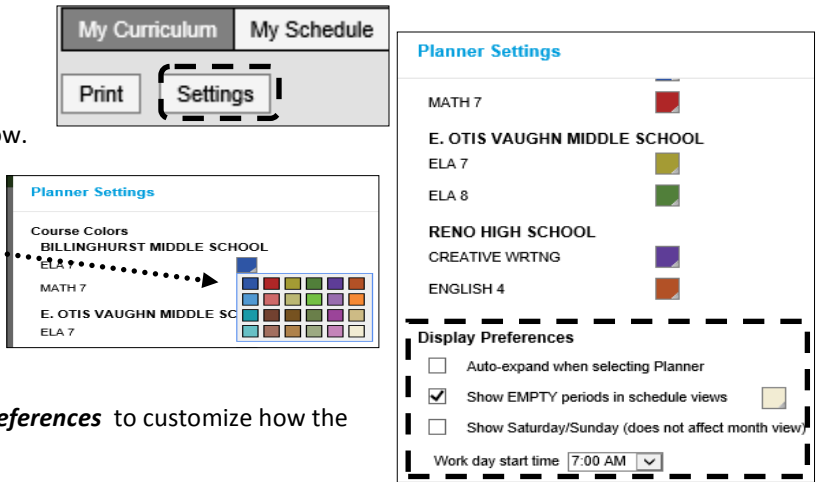 My Curriculum My Schedule
Print Settings
ow.
Planner Settings
Course Colors
BILLINGHURST MIDDLE SCHOOL
ELA 7
MATH 7
E. OTIS VAUGHN MIDDLE SC
ELA 7
eferences to customize how the
Planner Settings
MATH 7
E. OTIS VAUGHN MIDDLE SCHOOL
ELA 7
ELA 8
RENO HIGH SCHOOL
CREATIVE WRTNG
ENGLISH 4
Display Preferences
Auto-expand when selecting Planner
Show EMPTY periods in schedule views
Show Saturday/Sunday (does not affect month view)
Work day start time 7:00 AM